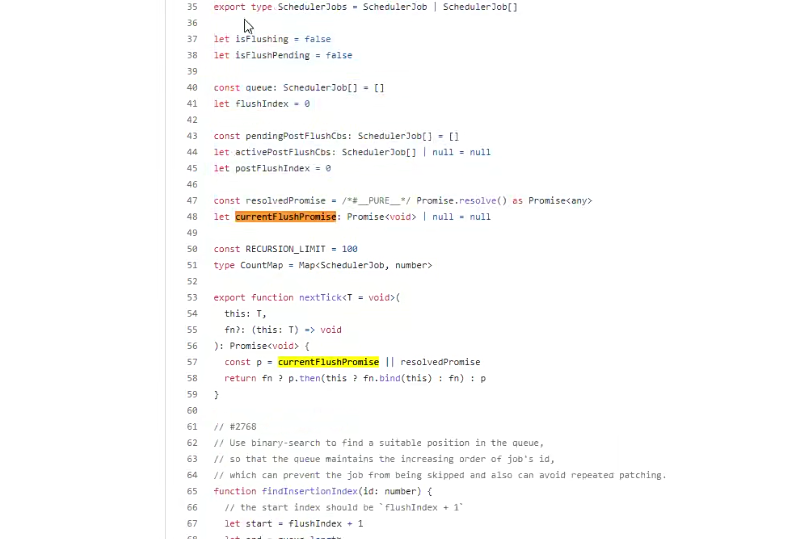 35 export type SchedulerJobs = SchedulerJob | SchedulerJob[]
36
37 let isFlushing = false
38 let isFlushPending = false
39
40 const queue: SchedulerJob[] = []
41 let flushIndex = 0
42
43 const pendingPostFlushCbs: SchedulerJob[] = []
44 let activePostFlushCbs: SchedulerJob[] | null = null
45 let postFlushIndex = 0
46
47 const resolvedPromise = /*#__PURE__*/ Promise.resolve() as Promise<any>
48 let currentFlushPromise: Promise<void> | null = null
49
50 const RECURSION_LIMIT = 100
51 type CountMap = Map<SchedulerJob, number>
52
53 export function nextTick<T = void>(
54   this: T,
55   fn?: (this: T) => void
56 ): Promise<void> {
57   const p = currentFlushPromise || resolvedPromise
58   return fn ? p.then(this ? fn.bind(this) : fn) : p
59 }
60
61 // #2768
62 // Use binary-search to find a suitable position in the queue,
63 // so that the queue maintains the increasing order of job's id,
64 // which can prevent the job from being skipped and also can avoid repeated patching.
65 function findInsertionIndex(id: number) {
66   // the start index should be `flushIndex + 1`
67   let start = flushIndex + 1